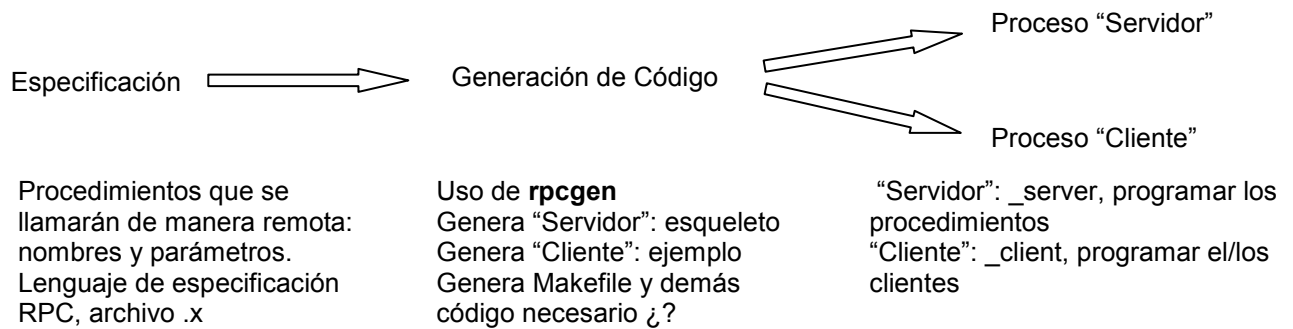 Proceso “Servidor”
Especificación
Generación de Código
Proceso “Cliente”
Procedimientos que se
llamarán de manera remota:
nombres y parámetros.
Lenguaje de especificación
RPC, archivo .x
Uso de rpcgen
Genera “Servidor”: esqueleto
Genera “Cliente”: ejemplo
Genera Makefile y demás
código necesario ¿?
“Servidor”: _server, programar los
procedimientos
“Cliente”: _client, programar el/los
clientes